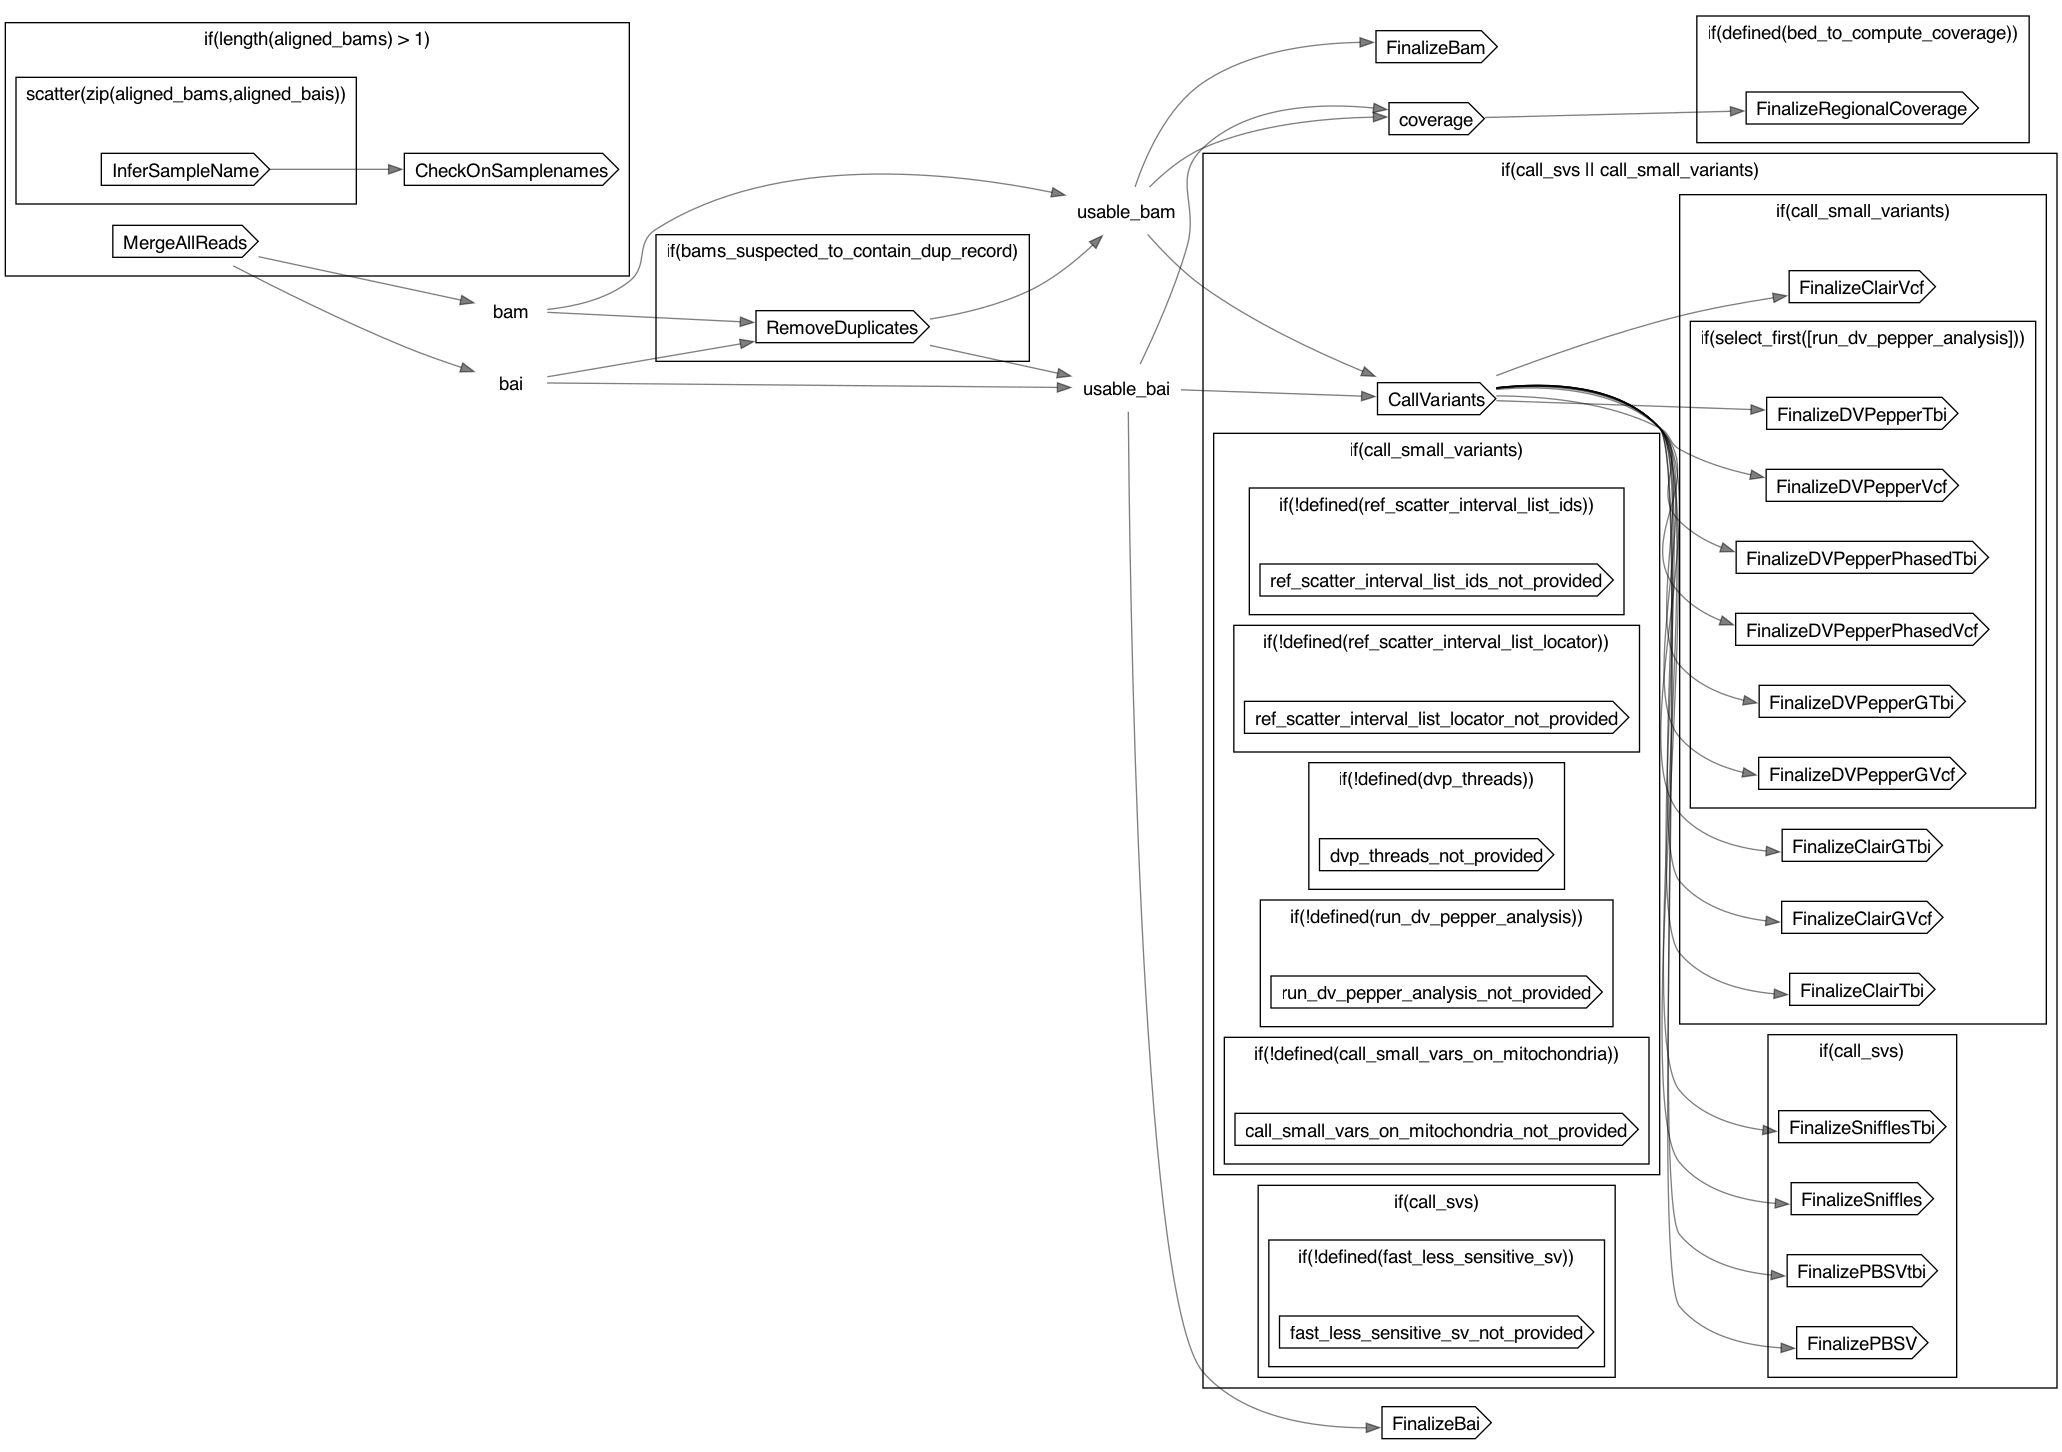 if(length(aligned_bams) > 1)
scatter(zip(aligned_bams,aligned_bais))
InferSampleName
CheckOnSamplenames
MergeAllReads
bam
bai
if(bams_suspected_to_contain_dup_record)
RemoveDuplicates
usable_bam
usable_bai
FinalizeBam
coverage
if(defined(bed_to_compute_coverage))
FinalizeRegionalCoverage
if(call_svs || call_small_variants)
CallVariants
if(call_small_variants)
if(!defined(ref_scatter_interval_list_ids))
ref_scatter_interval_list_ids_not_provided
if(!defined(ref_scatter_interval_list_locator))
ref_scatter_interval_list_locator_not_provided
if(!defined(dvp_threads))
dvp_threads_not_provided
if(!defined(run_dv_pepper_analysis))
run_dv_pepper_analysis_not_provided
if(!defined(call_small_vars_on_mitochondria))
call_small_vars_on_mitochondria_not_provided
if(call_svs)
if(!defined(fast_less_sensitive_sv))
fast_less_sensitive_sv_not_provided
if(call_small_variants)
FinalizeClairVcf
if(select_first([run_dv_pepper_analysis]))
FinalizeDVPepperTbi
FinalizeDVPepperVcf
FinalizeDVPepperPhasedTbi
FinalizeDVPepperPhasedVcf
FinalizeDVPepperGTbi
FinalizeDVPepperGVcf
FinalizeClairGTbi
FinalizeClairGVcf
FinalizeClairTbi
if(call_svs)
FinalizeSnifflesTbi
FinalizeSniffles
FinalizePBSVtbi
FinalizePBSV
FinalizeBai